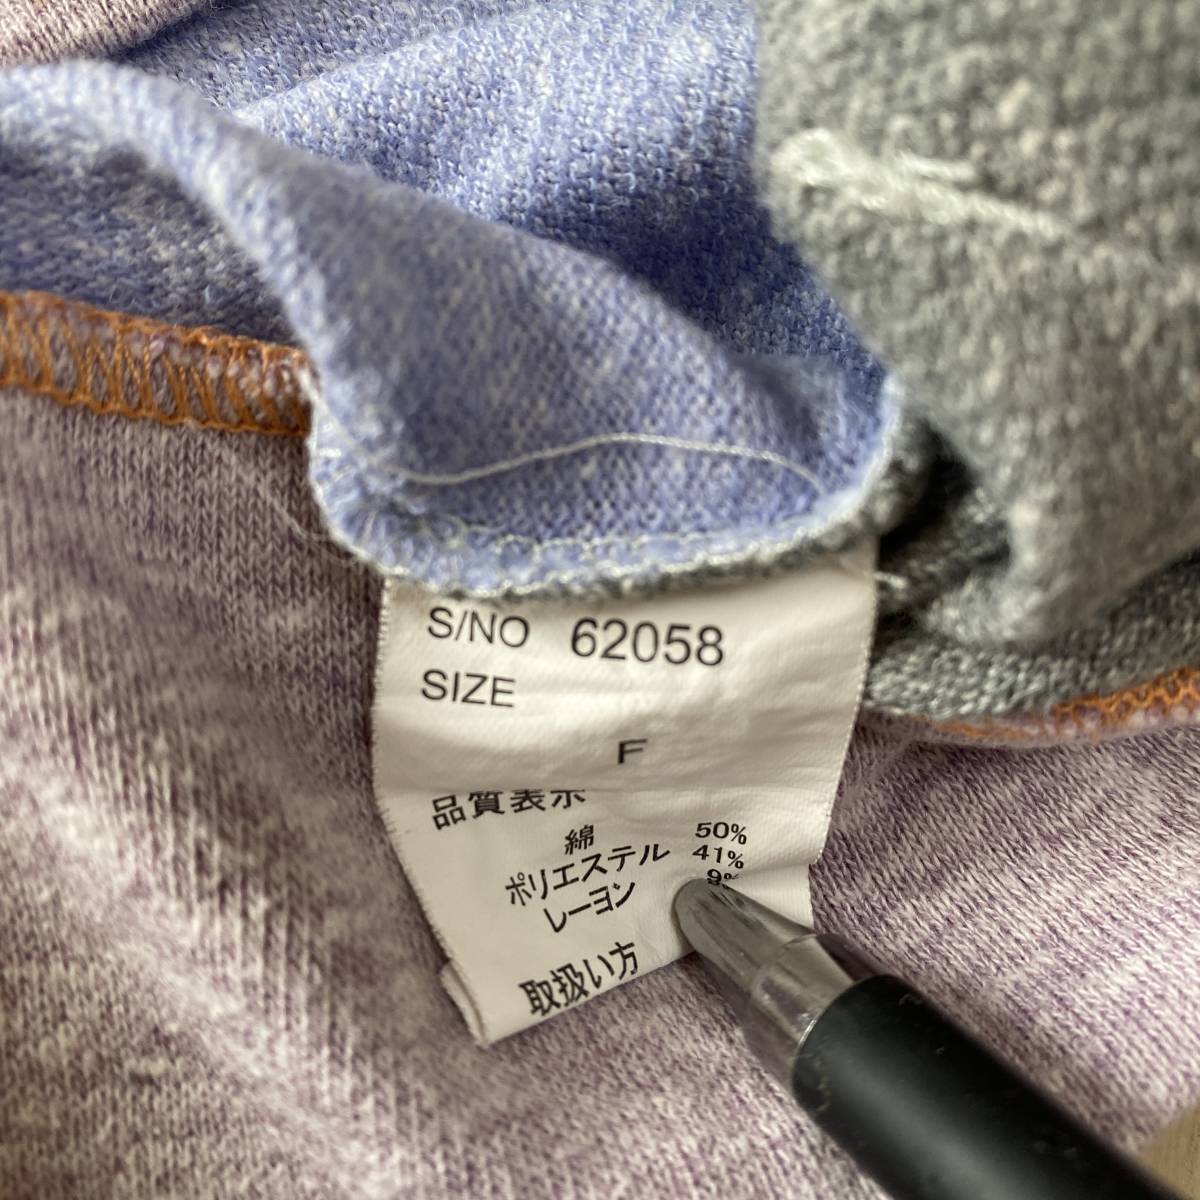 S/NO 62058
SIZE
F
品質表示
綿 50%
ポリエステル 41%
レーヨン 9%
取扱い方